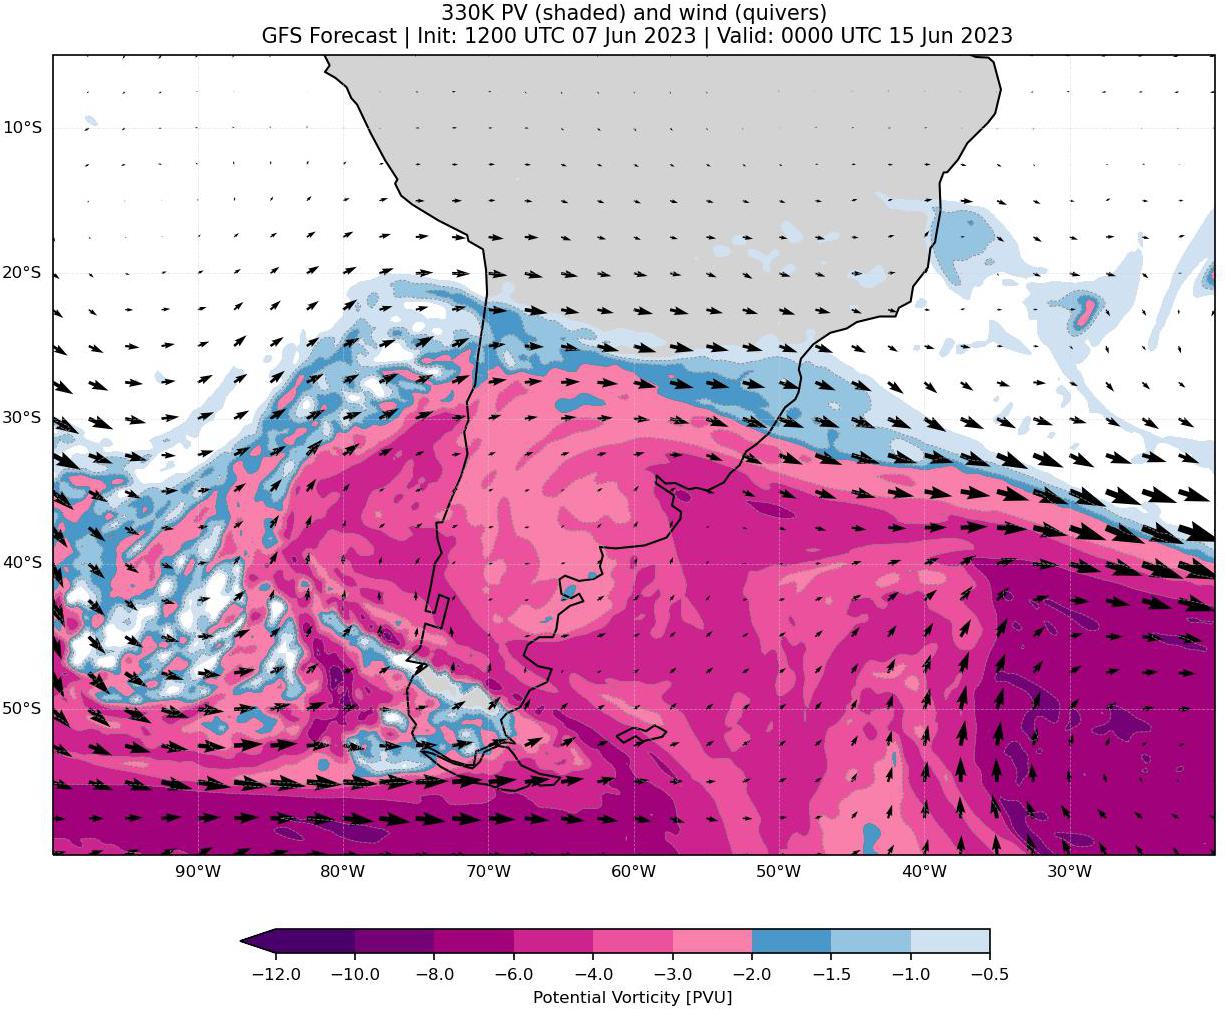 330K PV (shaded) and wind (quivers)
GFS Forecast | Init: 1200 UTC 07 Jun 2023 | Valid: 0000 UTC 15 Jun 2023
10°S
20°S
30°S
40°S
50°S
90°W 80°W 70°W 60°W 50°W 40°W 30°W
−12.0 −10.0 −8.0 −6.0 −4.0 −3.0 −2.0 −1.5 −1.0 −0.5
Potential Vorticity [PVU]